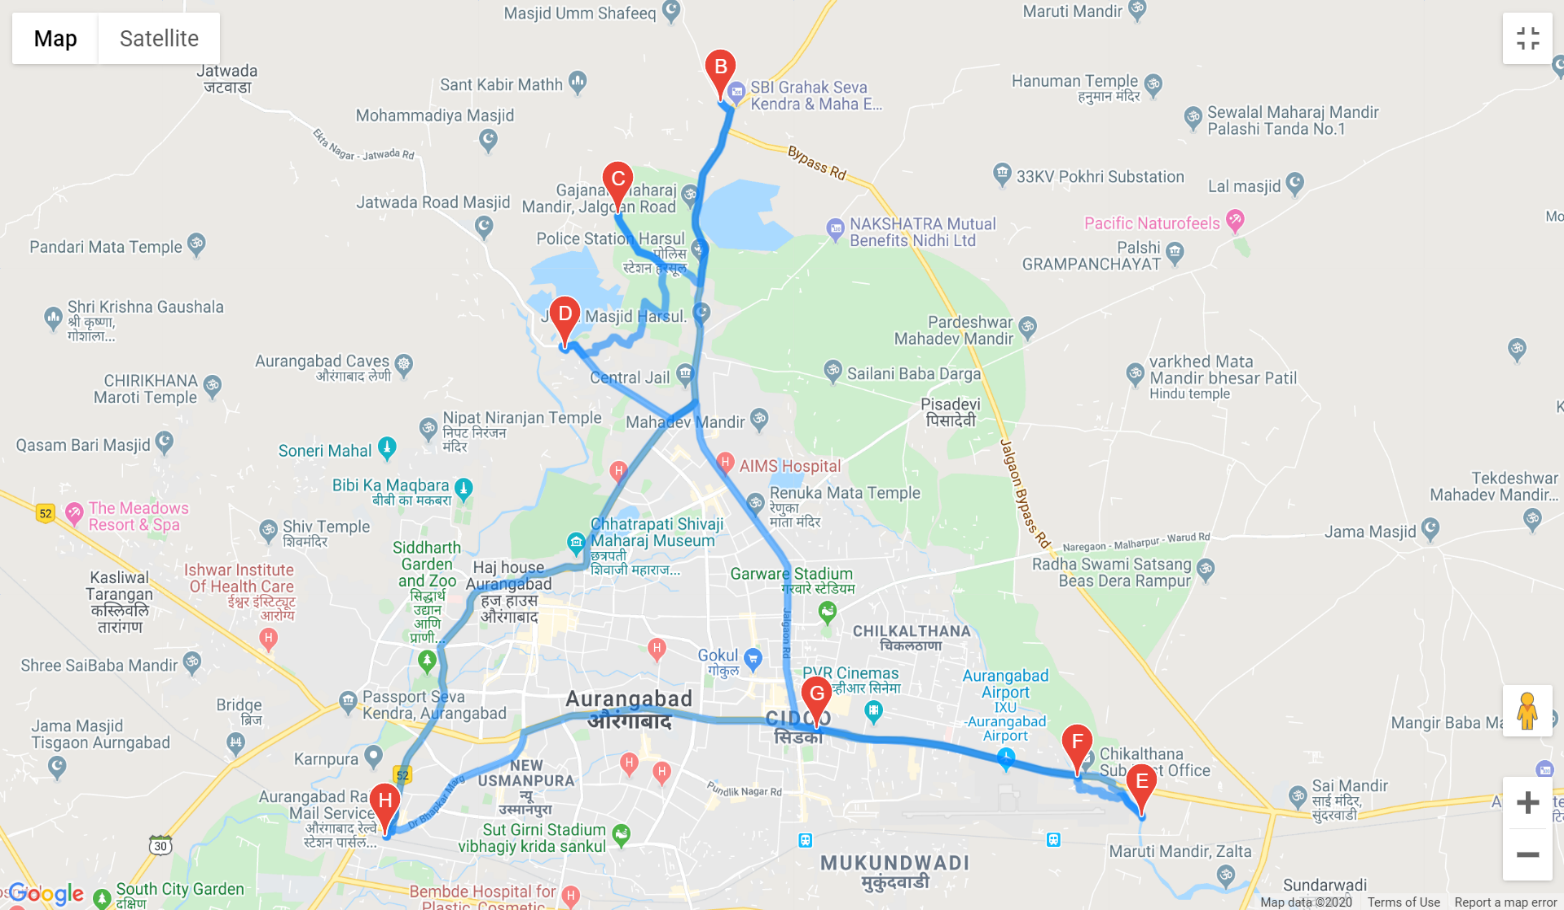 Map
Satellite
Masjid Umm Shafeeq
Maruti Mandir
B
Jatwada
जटवाडा
Sant Kabir Mathh
SBI Grahak Seva
Kendra & Maha E...
Hanuman Temple
हनुमान मंदिर
Mohammadiya Masjid
Sewalal Maharaj Mandir
Palashi Tanda No.1
Ekta Nagar - Jatwada Rd
Bypass Rd
C
33KV Pokhri Substation
Lal masjid
Jatwada Road Masjid
Mandir, Jalgaon Road
Mo
NAKSHATRA Mutual
Benefits Nidhi Ltd
Pacific Naturofeels
Pandari Mata Temple
Police Station Harsul
पोलिस
स्टेशन हर्सूल
Palshi
GRAMPANCHAYAT
Shri Krishna Gaushala
श्री कृष्णा,
गोशाला...
D
Masjid Harsul.
Pardeshwar
Mahadev Mandir
Aurangabad Caves
औरंगाबाद लेणी
Central Jail
Sailani Baba Darga
varkhed Mata
Mandir bhesar Patil
Hindu temple
CHIRIKHANA
Maroti Temple
Pisadevi
पिसादेवी
K
Nipat Niranjan Temple
निपट निरंजन
मंदिर
Mahadev Mandir
Qasam Bari Masjid
Soneri Mahal
Jalgaon Bypass Rd
AIMS Hospital
H
Bibi Ka Maqbara
बीबी का मकबरा
Tekdeshwar
Mahadev Mandir...
Renuka Mata Temple
रेणुका
माता मंदिर
52
The Meadows
Resort & Spa
Shiv Temple
शिवमंदिर
Chhatrapati Shivaji
Maharaj Museum
छत्रपती
शिवाजी महाराज...
Jama Masjid
Naregaon - Malharpur - Warud Rd
Siddharth
Garden
and Zoo
सिद्धार्थ
उद्यान
आणि
प्राणी...
Haj house
Aurangabad
हज हाउस
औरंगाबाद
Radha Swami Satsang
Beas Dera Rampur
Ishwar Institute
Of Health Care
ईश्वर इंस्टिट्यूट
आरोग्य
Kasliwal
Tarangan
कस्लिवलि
तारांगण
Garware Stadium
गरवारे स्टेडियम
Jalgaon Rd
CHILKALTHANA
चिकलठाणा
H
H
Shree SaiBaba Mandir
Gokul
गोकुल
PVR Cinemas
व्हीआर सिनेमा
Aurangabad
Airport
IXU
-Aurangabad
Airport
Passport Seva
Kendra, Aurangabad
Aurangabad
औरंगाबाद
G
CIDCO
सिडको
Bridge
ब्रिज
Jama Masjid
Tisgaon Aurngabad
Mangir Baba Ma
Karnpura
F
Chikalthana
52
NEW
USMANPURA
न्यू
उस्मानपुरा
H
H
E
Dr Bhapkar Marg
Pundlik Nagar Rd
Sai Mandir
साई मंदिर,
सुंदरवाडी
Aurangabad Ra
Mail Service
औरंगाबाद रेल्वे
स्टेशन पार्सल...
H
Sut Girni Stadium
vibhagiy krida sankul
30
MUKUNDWADI
मुकुंदवाडी
Maruti Mandir, Zalta
Sundarwadi
Google
South City Garden
दक्षिण
Bembde Hospital for
Plastic, Cosmetic
H
Map data ©2020
Terms of Use
Report a map error